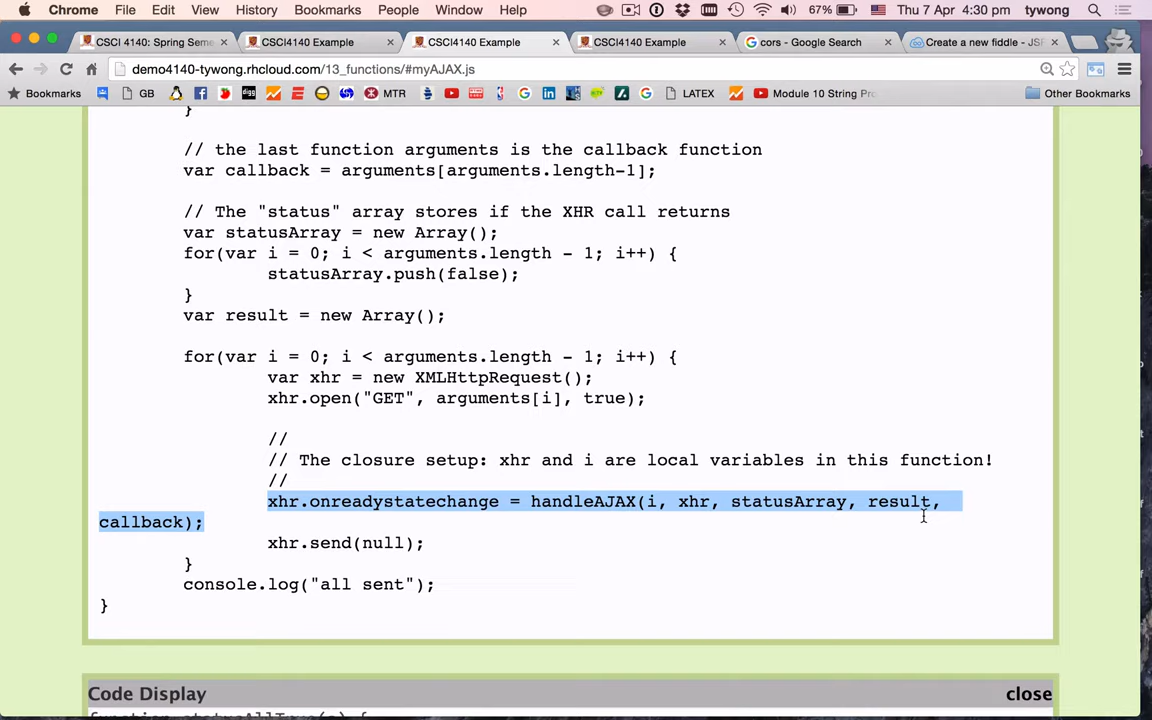 Chrome File Edit View History Bookmarks People Window Help 67% Thu 7 Apr 4:30 pm tywong
CSCI 4140: Spring Seme CSCI4140 Example CSCI4140 Example CSCI4140 Example cors - Google Search Create a new fiddle - JSF
demo4140-tywong.rhcloud.com/13_functions/#myAJAX.js
Bookmarks GB MTR LATEX Module 10 String Pro Other Bookmarks
}
// the last function arguments is the callback function
var callback = arguments[arguments.length-1];
// The "status" array stores if the XHR call returns
var statusArray = new Array();
for(var i = 0; i < arguments.length - 1; i++) {
statusArray.push(false);
}
var result = new Array();
for(var i = 0; i < arguments.length - 1; i++) {
var xhr = new XMLHttpRequest();
xhr.open("GET", arguments[i], true);
//
// The closure setup: xhr and i are local variables in this function!
//
xhr.onreadystatechange = handleAJAX(i, xhr, statusArray, result,
callback);
xhr.send(null);
}
console.log("all sent");
}
Code Display close
function statusAllTrue(s) {